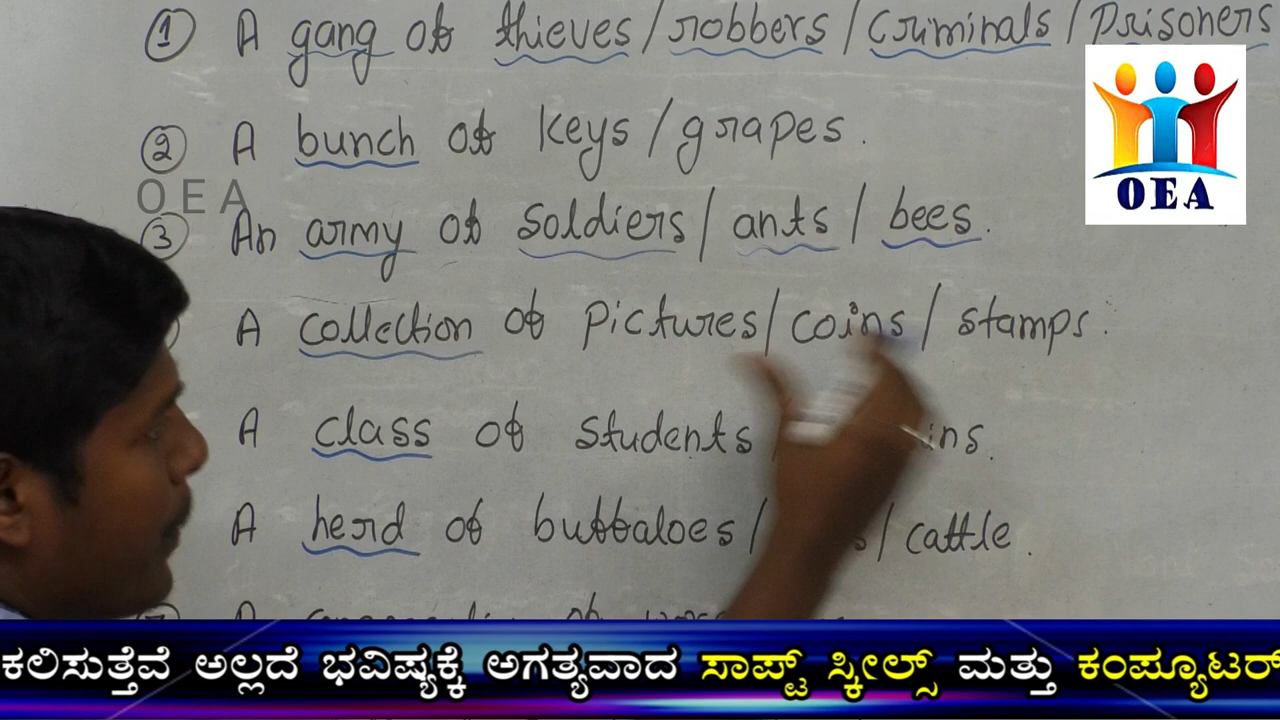 ① A gang of thieves/robbers/criminals/prisoners
② A bunch of keys/grapes.
OEA
OEA
③ An army of soldiers/ants/bees.
A collection of pictures/coins/stamps.
A class of students
A herd of buffaloes/ /cattle.
A of
ಕಲಿಸುತ್ತೆವೆ ಅಲ್ಲದೆ ಭವಿಷ್ಯಕ್ಕೆ ಅಗತ್ಯವಾದ ಸಾಫ್ಟ್ ಸ್ಕೀಲ್ಸ್ ಮತ್ತು ಕಂಪ್ಯೂಟರ್